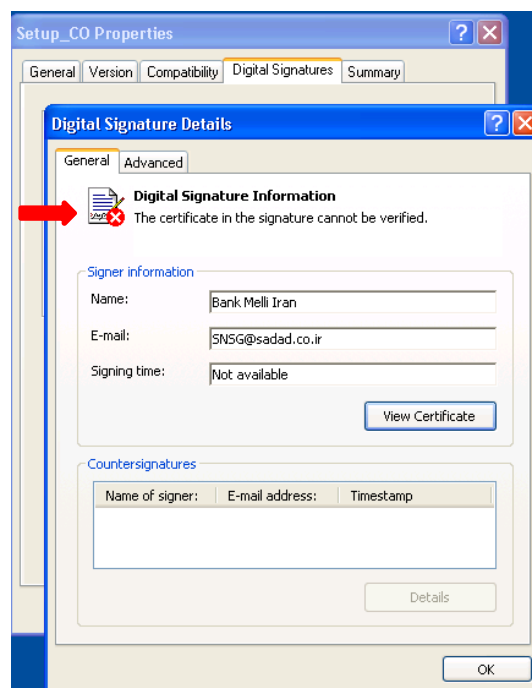 Setup_CO Properties
General Version Compatibility Digital Signatures Summary
Digital Signature Details
General Advanced
Digital Signature Information
The certificate in the signature cannot be verified.
Signer information
Name: Bank Melli Iran
E-mail: SNSG@sadad.co.ir
Signing time: Not available
View Certificate
Countersignatures
Name of signer: E-mail address: Timestamp
Details
OK